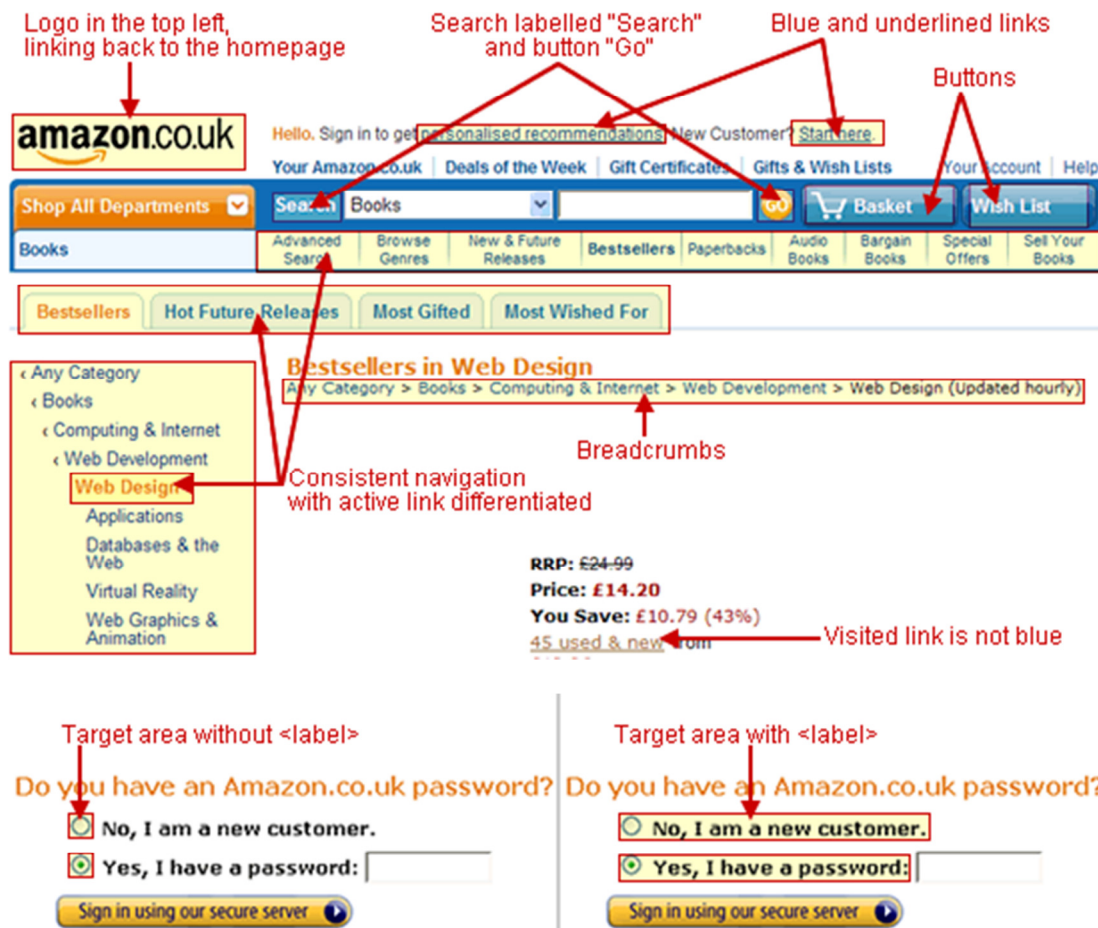 Logo in the top left,
linking back to the homepage
Search labelled "Search"
and button "Go"
Blue and underlined links
Buttons
amazon.co.uk
Hello. Sign in to get personalised recommendations. New Customer? Start here.
Your Amazon.co.uk | Deals of the Week | Gift Certificates | Gifts & Wish Lists Your Account | Help
Shop All Departments Search Books GO Basket Wish List
Books
Advanced Search
Browse Genres
New & Future Releases
Bestsellers
Paperbacks
Audio Books
Bargain Books
Special Offers
Sell Your Books
Bestsellers Hot Future Releases Most Gifted Most Wished For
‹ Any Category
‹ Books
‹ Computing & Internet
‹ Web Development
Web Design
Applications
Databases & the
Web
Virtual Reality
Web Graphics &
Animation
Bestsellers in Web Design
Any Category > Books > Computing & Internet > Web Development > Web Design (Updated hourly)
Breadcrumbs
Consistent navigation
with active link differentiated
RRP: £24.99
Price: £14.20
You Save: £10.79 (43%)
45 used & new from
Visited link is not blue
Target area without <label>
Do you have an Amazon.co.uk password?
No, I am a new customer.
Yes, I have a password:
Sign in using our secure server
Target area with <label>
Do you have an Amazon.co.uk password?
No, I am a new customer.
Yes, I have a password:
Sign in using our secure server